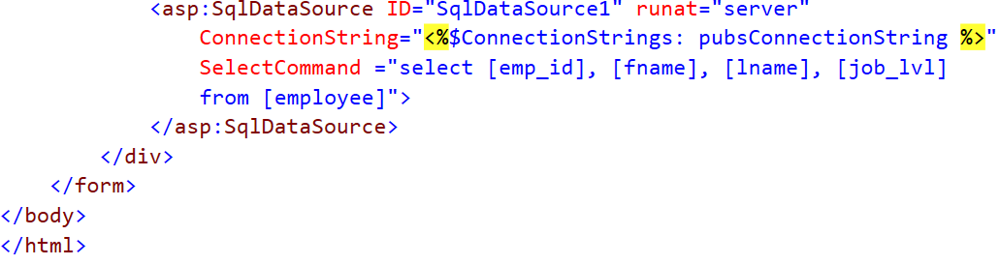 <asp:SqlDataSource ID="SqlDataSource1" runat="server"
ConnectionString="<%$ConnectionStrings: pubsConnectionString %>"
SelectCommand ="select [emp_id], [fname], [lname], [job_lvl]
from [employee]">
</asp:SqlDataSource>
</div>
</form>
</body>
</html>